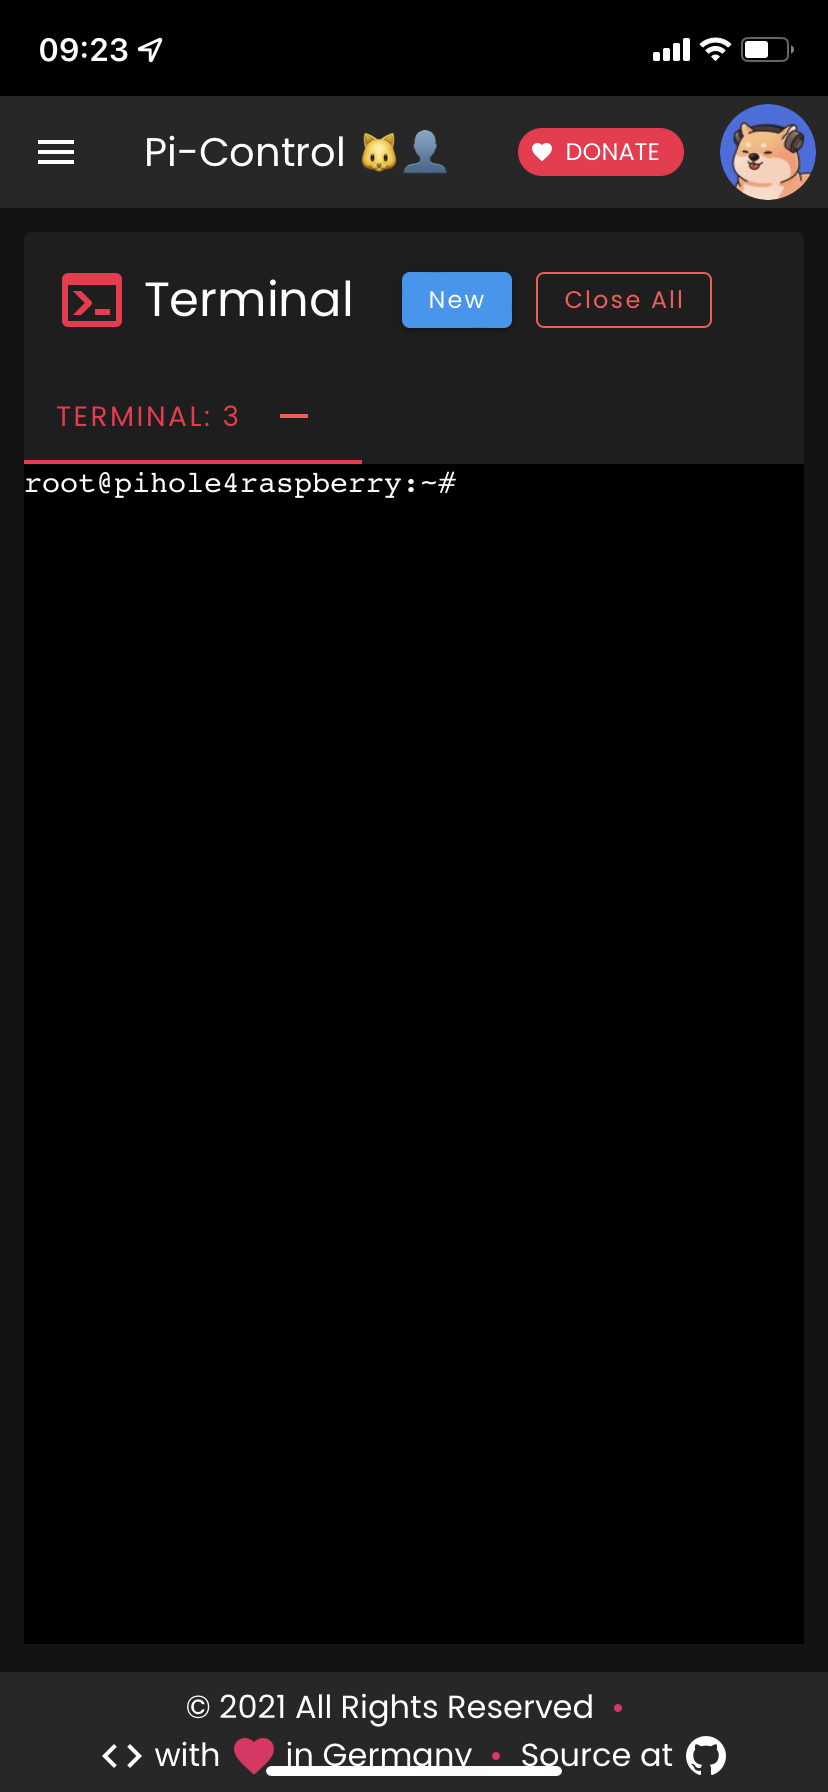 09:23
Pi-Control 🐱👤 DONATE
Terminal New Close All
TERMINAL: 3
root@pihole4raspberry:~#
© 2021 All Rights Reserved •
<> with ❤ in Germany • Source at